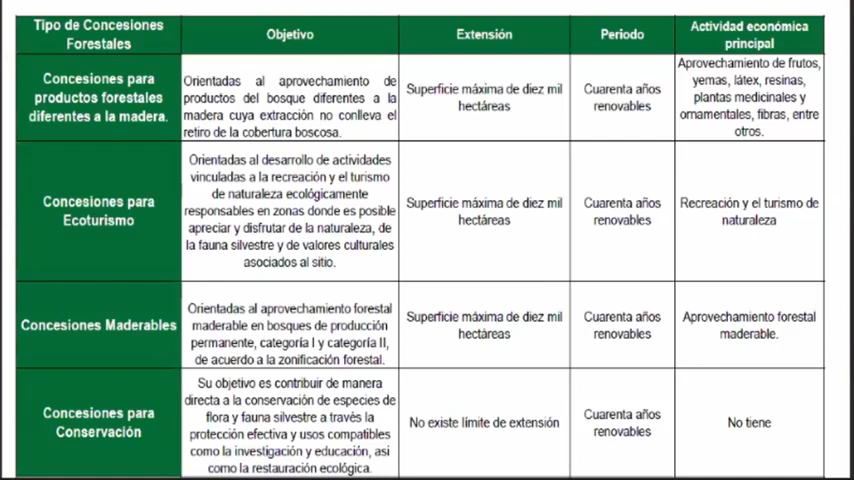 Tipo de Concesiones
Forestales
Objetivo
Extensión
Periodo
Actividad económica
principal
Concesiones para
productos forestales
diferentes a la madera.
Orientadas al aprovechamiento de
productos del bosque diferentes a la
madera cuya extracción no conlleva el
retiro de la cobertura boscosa.
Superficie máxima de diez mil
hectáreas
Cuarenta años
renovables
Aprovechamiento de frutos,
yemas, látex, resinas,
plantas medicinales y
ornamentales, fibras, entre
otros.
Concesiones para
Ecoturismo
Orientadas al desarrollo de actividades
vinculadas a la recreación y el turismo
de naturaleza ecológicamente
responsables en zonas donde es posible
apreciar y disfrutar de la naturaleza, de
la fauna silvestre y de valores culturales
asociados al sitio.
Superficie máxima de diez mil
hectáreas
Cuarenta años
renovables
Recreación y el turismo de
naturaleza
Concesiones Maderables
Orientadas al aprovechamiento forestal
maderable en bosques de producción
permanente, categoría I y categoría II,
de acuerdo a la zonificación forestal.
Superficie máxima de diez mil
hectáreas
Cuarenta años
renovables
Aprovechamiento forestal
maderable.
Concesiones para
Conservación
Su objetivo es contribuir de manera
directa a la conservación de especies de
flora y fauna silvestre a través la
protección efectiva y usos compatibles
como la investigación y educación, asi
como la restauración ecológica.
No existe límite de extensión
Cuarenta años
renovables
No tiene